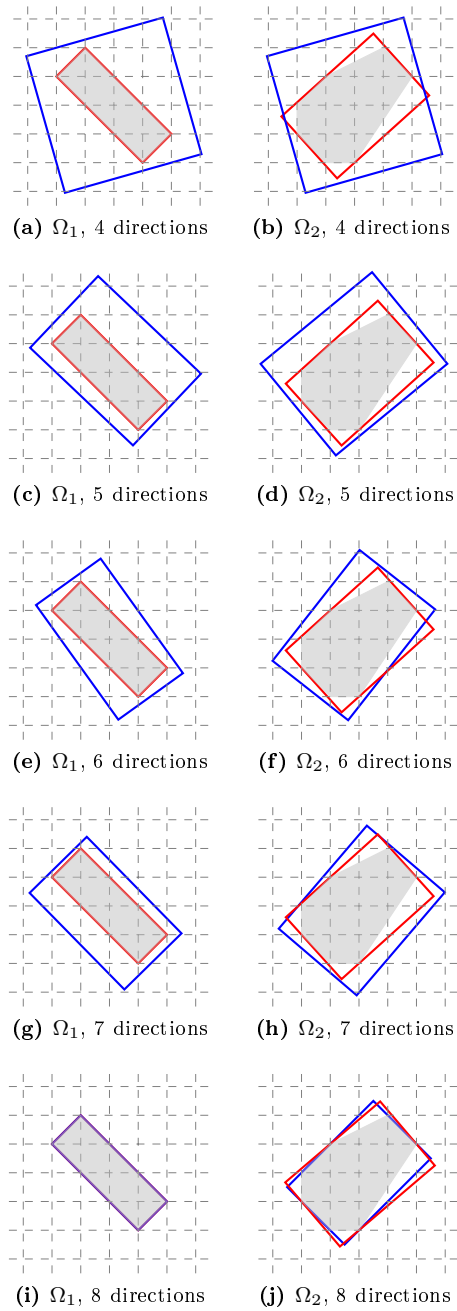 (a) Ω₁, 4 directions
(b) Ω₂, 4 directions
(c) Ω₁, 5 directions
(d) Ω₂, 5 directions
(e) Ω₁, 6 directions
(f) Ω₂, 6 directions
(g) Ω₁, 7 directions
(h) Ω₂, 7 directions
(i) Ω₁, 8 directions
(j) Ω₂, 8 directions